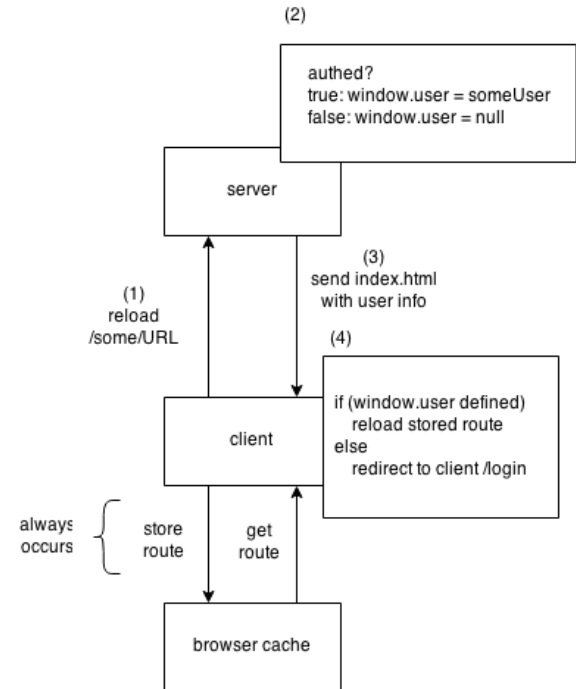 (2)
authed?
true: window.user = someUser
false: window.user = null
server
(3)
send index.html
with user info
(1)
reload
/some/URL
(4)
if (window.user defined)
reload stored route
else
redirect to client /login
client
always
occurs
store
route
get
route
browser cache